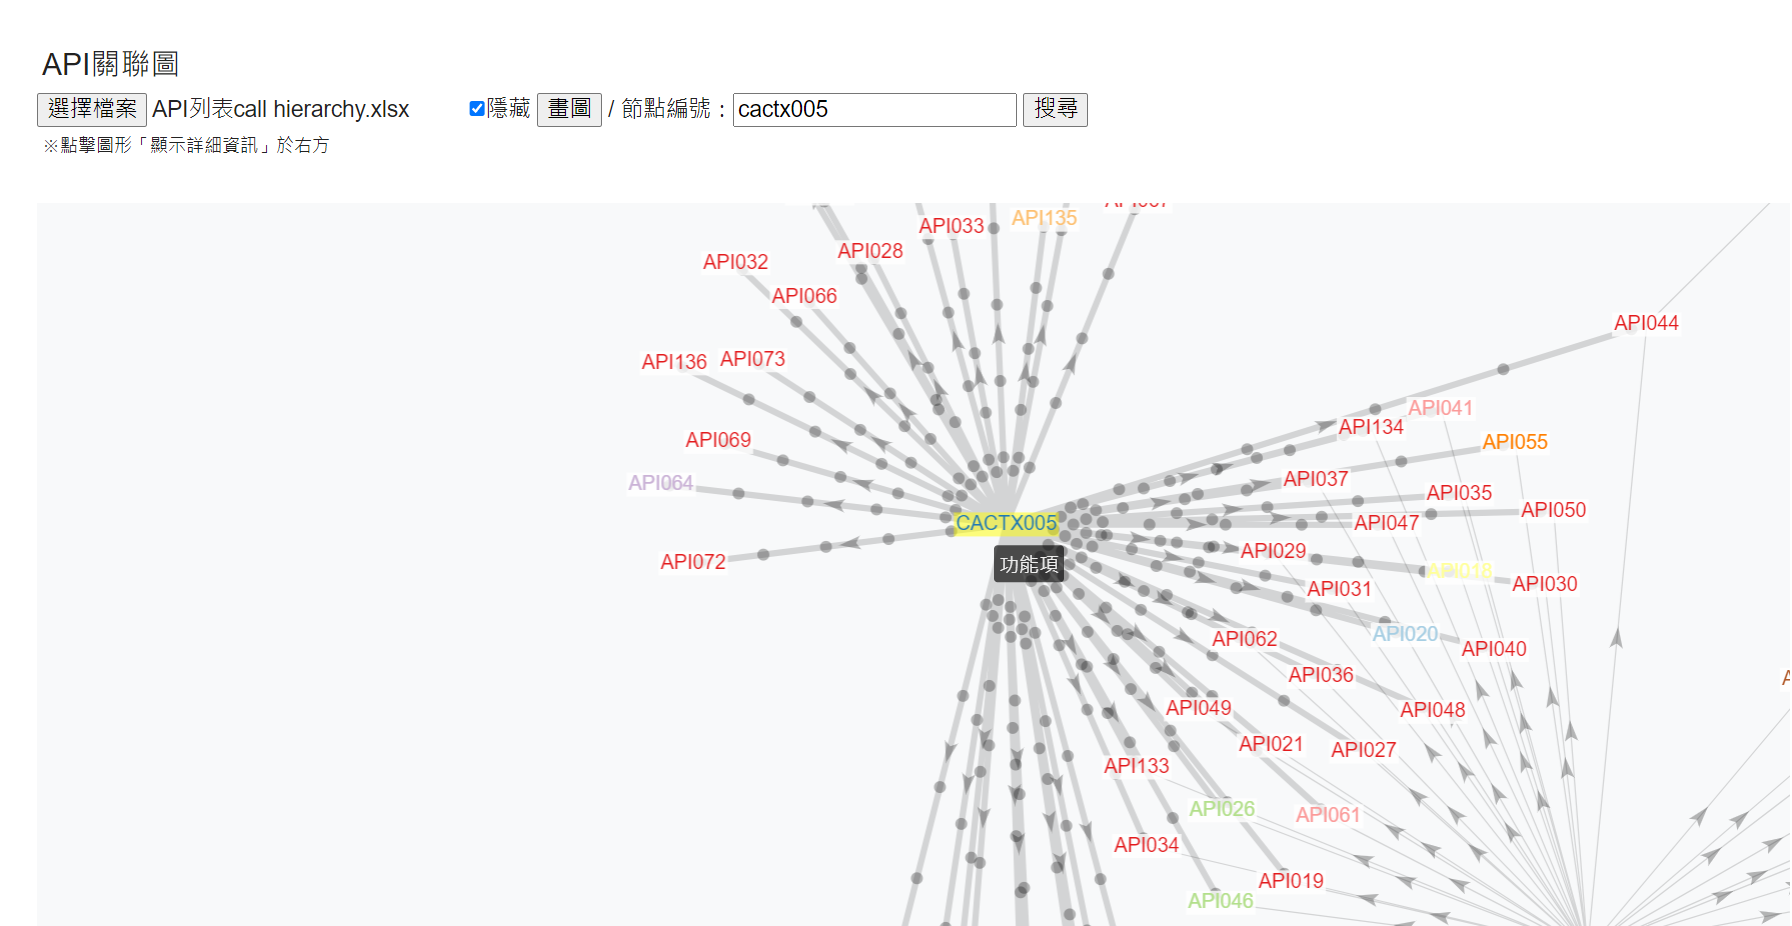 API關聯圖
選擇檔案 API列表call hierarchy.xlsx 隱藏 畫圖 / 節點編號：cactx005 搜尋
※點擊圖形「顯示詳細資訊」於右方
API135
API033
API028
API032
API066
API044
API136 API073
API041
API134
API069
API055
API064
API037
API035
API050
CACTX005
API047
API029
API072
功能項
API018
API030
API031
API020
API062
API040
API036
API049
API048
API021
API027
API133
API026
API061
API034
API019
API046